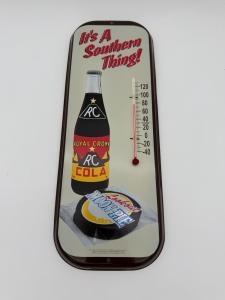 It's A
Southern
Thing!
120
100
80
60
40
20
0
-20
-40
RC
ROYAL CROWN
RC
COLA